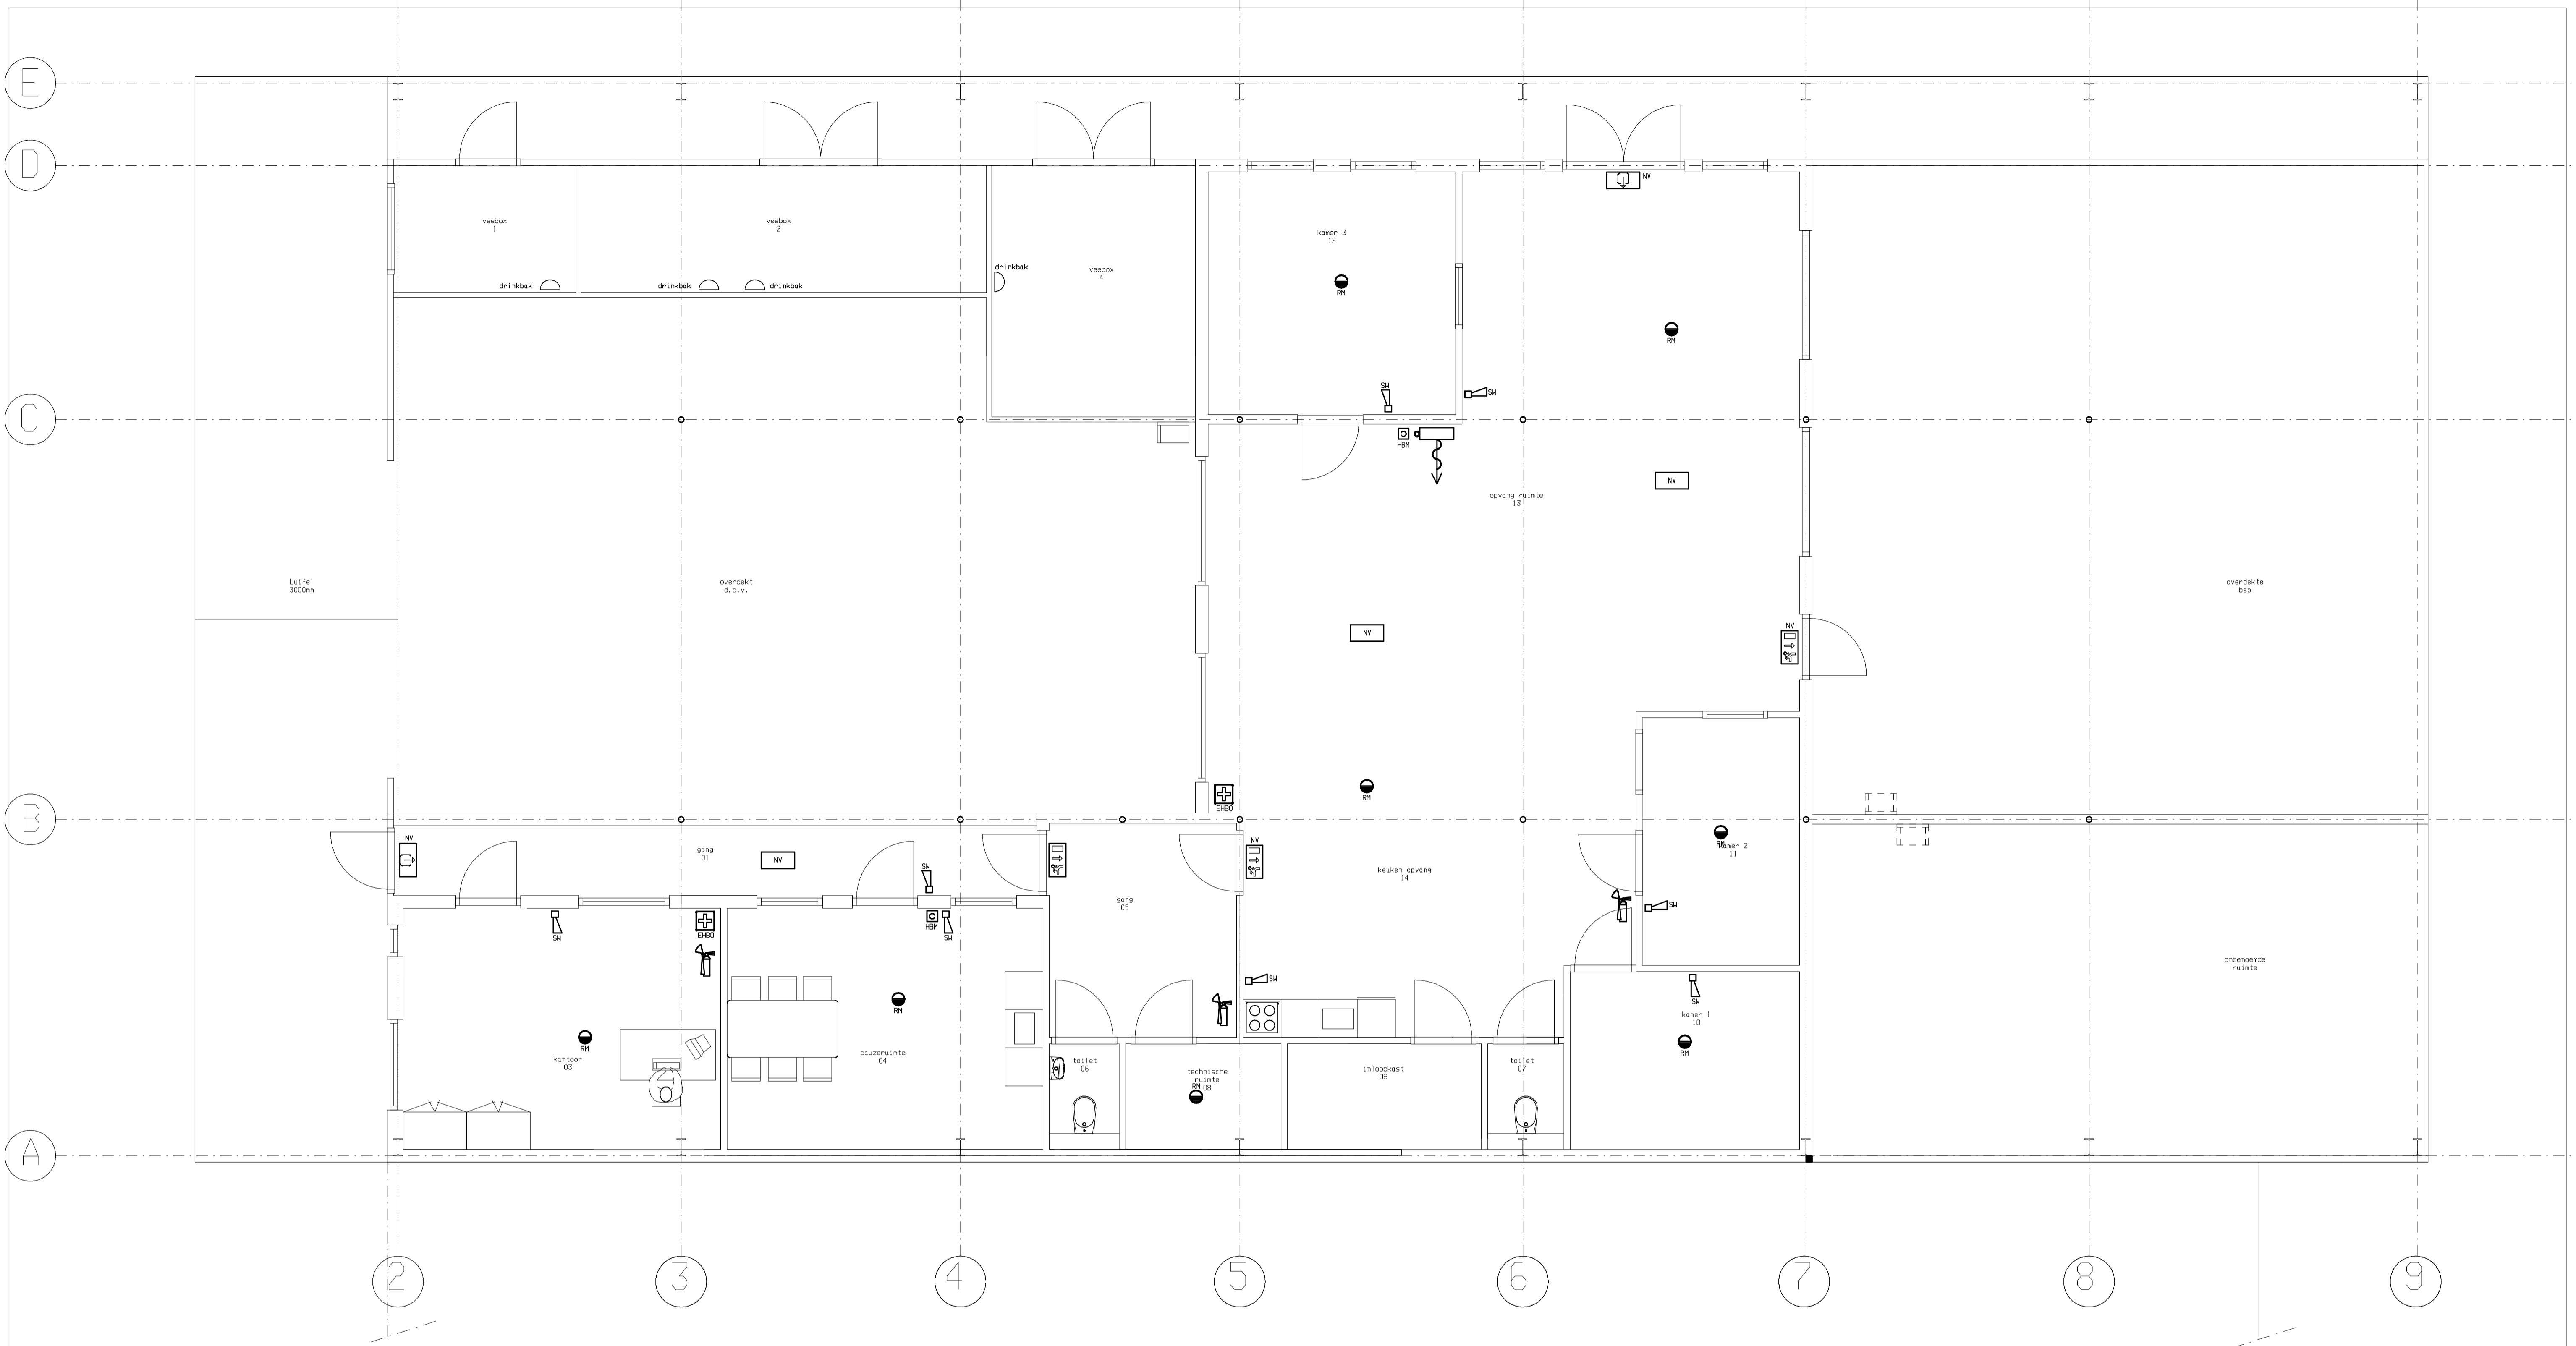 E
D
NV
veebox
1
veebox
2
kamer 3
12
veebox
4
drinkbak
drinkbak
drinkbak
drinkbak
RM
RM
SW
SW
C
HBM
NV
opvang ruimte
13
Luifel
3000mm
overdekt
d.o.v.
overdekte
bso
NV
NV
RM
EHBO
B
NV
gang
01
NV
SW
NV
RM
kamer 2
11
keuken opvang
14
gang
05
SW
EHBO
HBM
SW
SW
onbenoemde
ruimte
SW
SW
RM
kamer 1
10
RM
RM
kantoor
03
pauzeruimte
04
toilet
06
technische
ruimte
08
RM
inloopkast
09
toilet
07
A
2
3
4
5
6
7
8
9